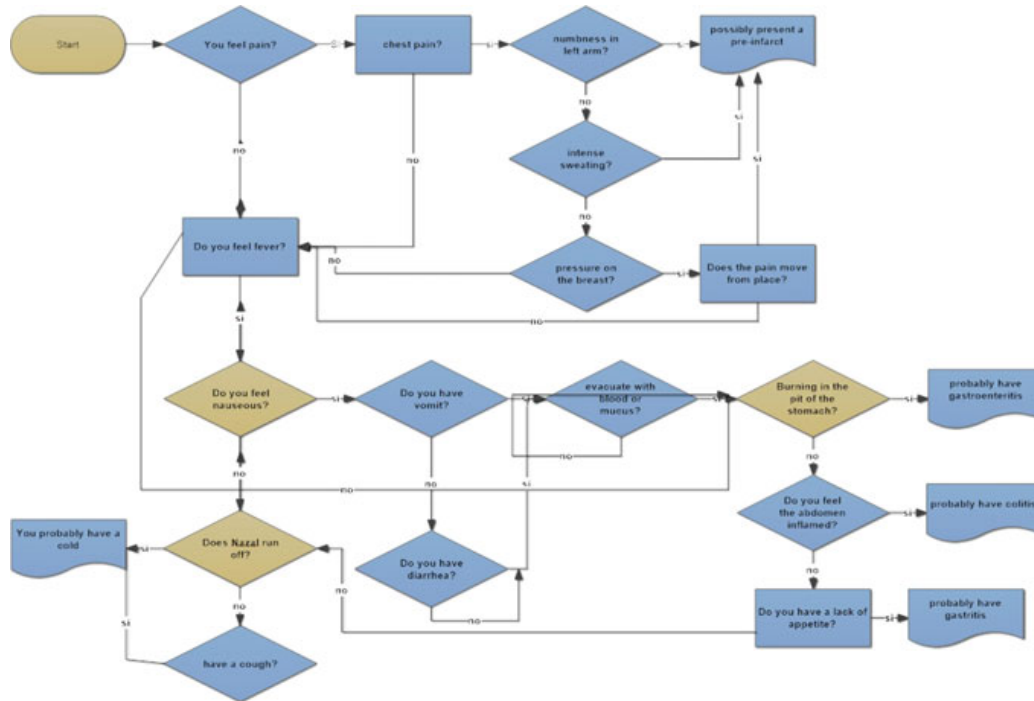 Start
You feel pain?
si
chest pain?
si
numbness in
left arm?
si
possibly present a
pre-infarct
no
no
no
si
si
intense
sweating?
no
Do you feel fever?
no
pressure on
the breast?
si
Does the pain move
from place?
no
si
Do you feel
nauseous?
si
Do you have
vomit?
si
evacuate with
blood or
mucus?
si
Burning in the
pit of the
stomach?
si
probably have
gastroenteritis
no
no
no
no
si
no
Do you feel
the abdomen
inflamed?
si
probably have colitis
You probably have a
cold
si
Does Nazal run
off?
Do you have
diarrhea?
no
no
no
no
Do you have a lack of
appetite?
si
probably have
gastritis
si
have a cough?